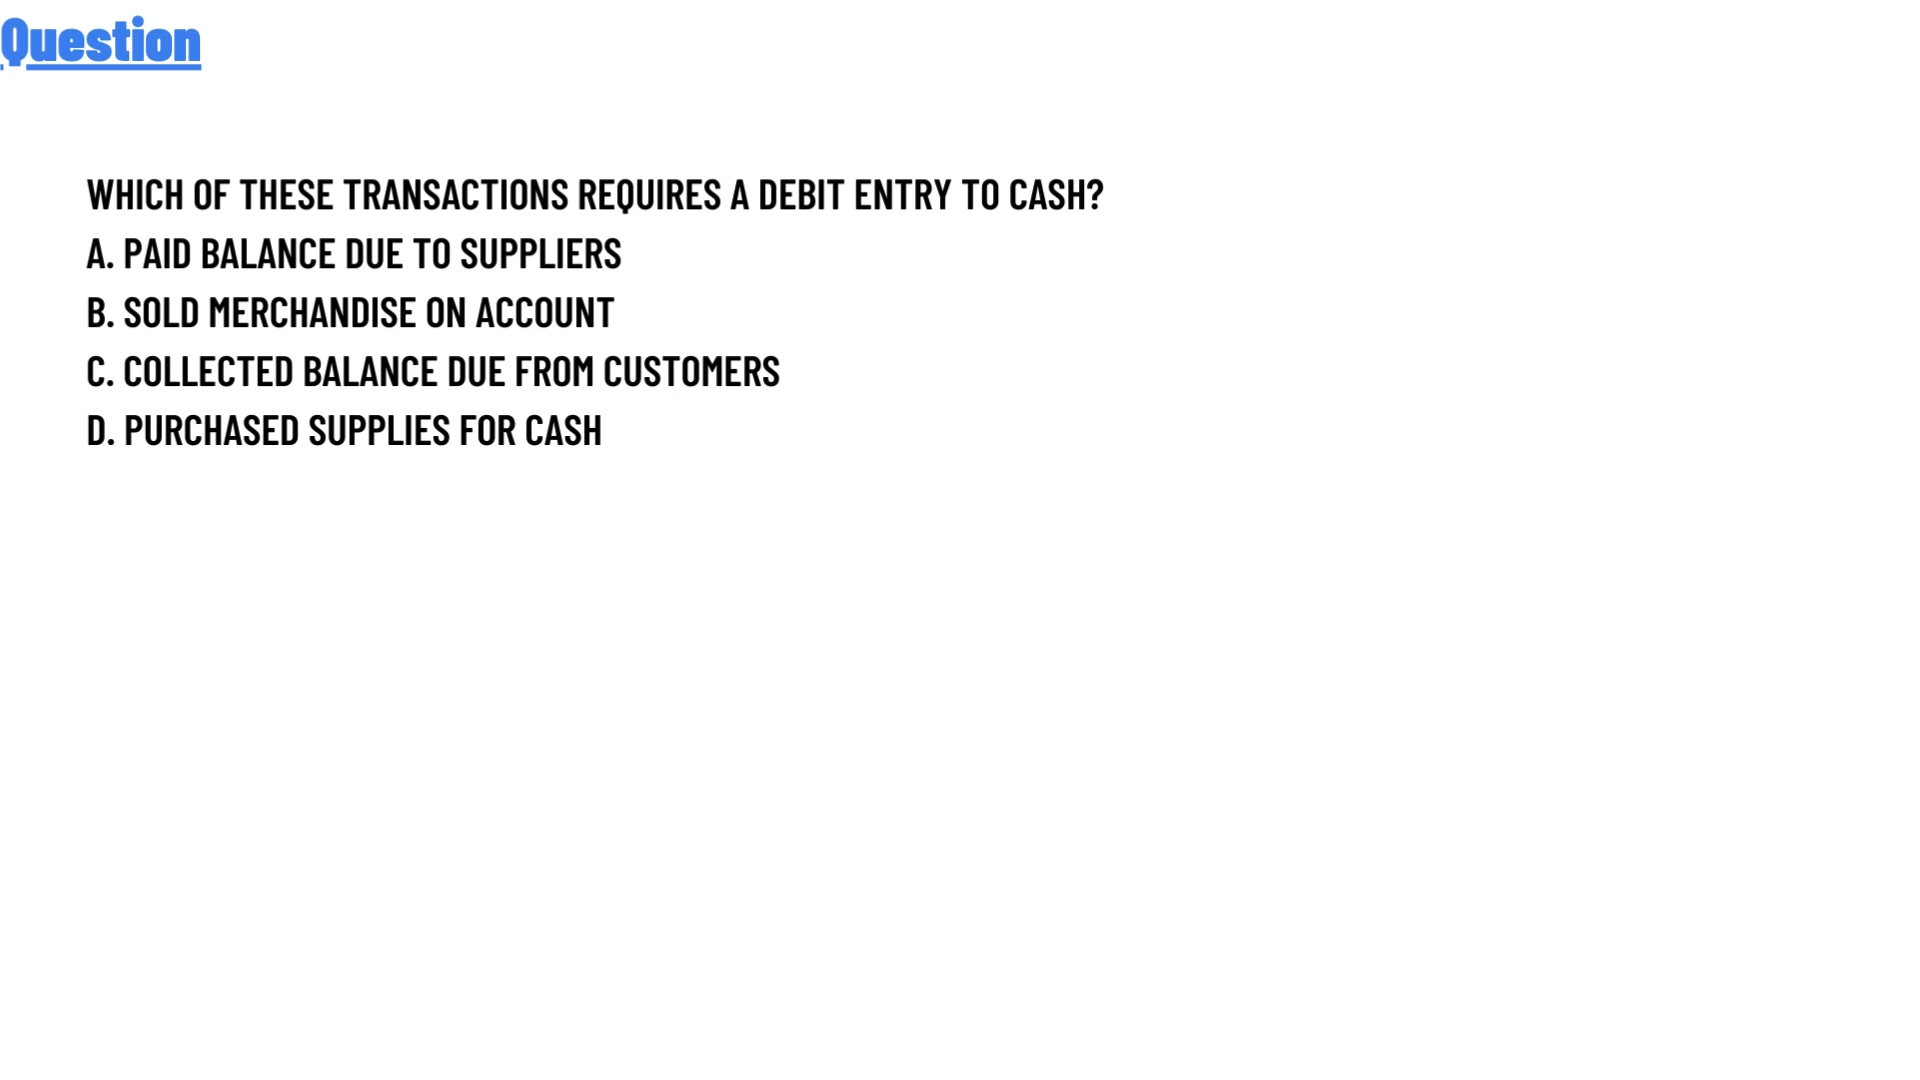 Question
WHICH OF THESE TRANSACTIONS REQUIRES A DEBIT ENTRY TO CASH?
A. PAID BALANCE DUE TO SUPPLIERS
B. SOLD MERCHANDISE ON ACCOUNT
C. COLLECTED BALANCE DUE FROM CUSTOMERS
D. PURCHASED SUPPLIES FOR CASH